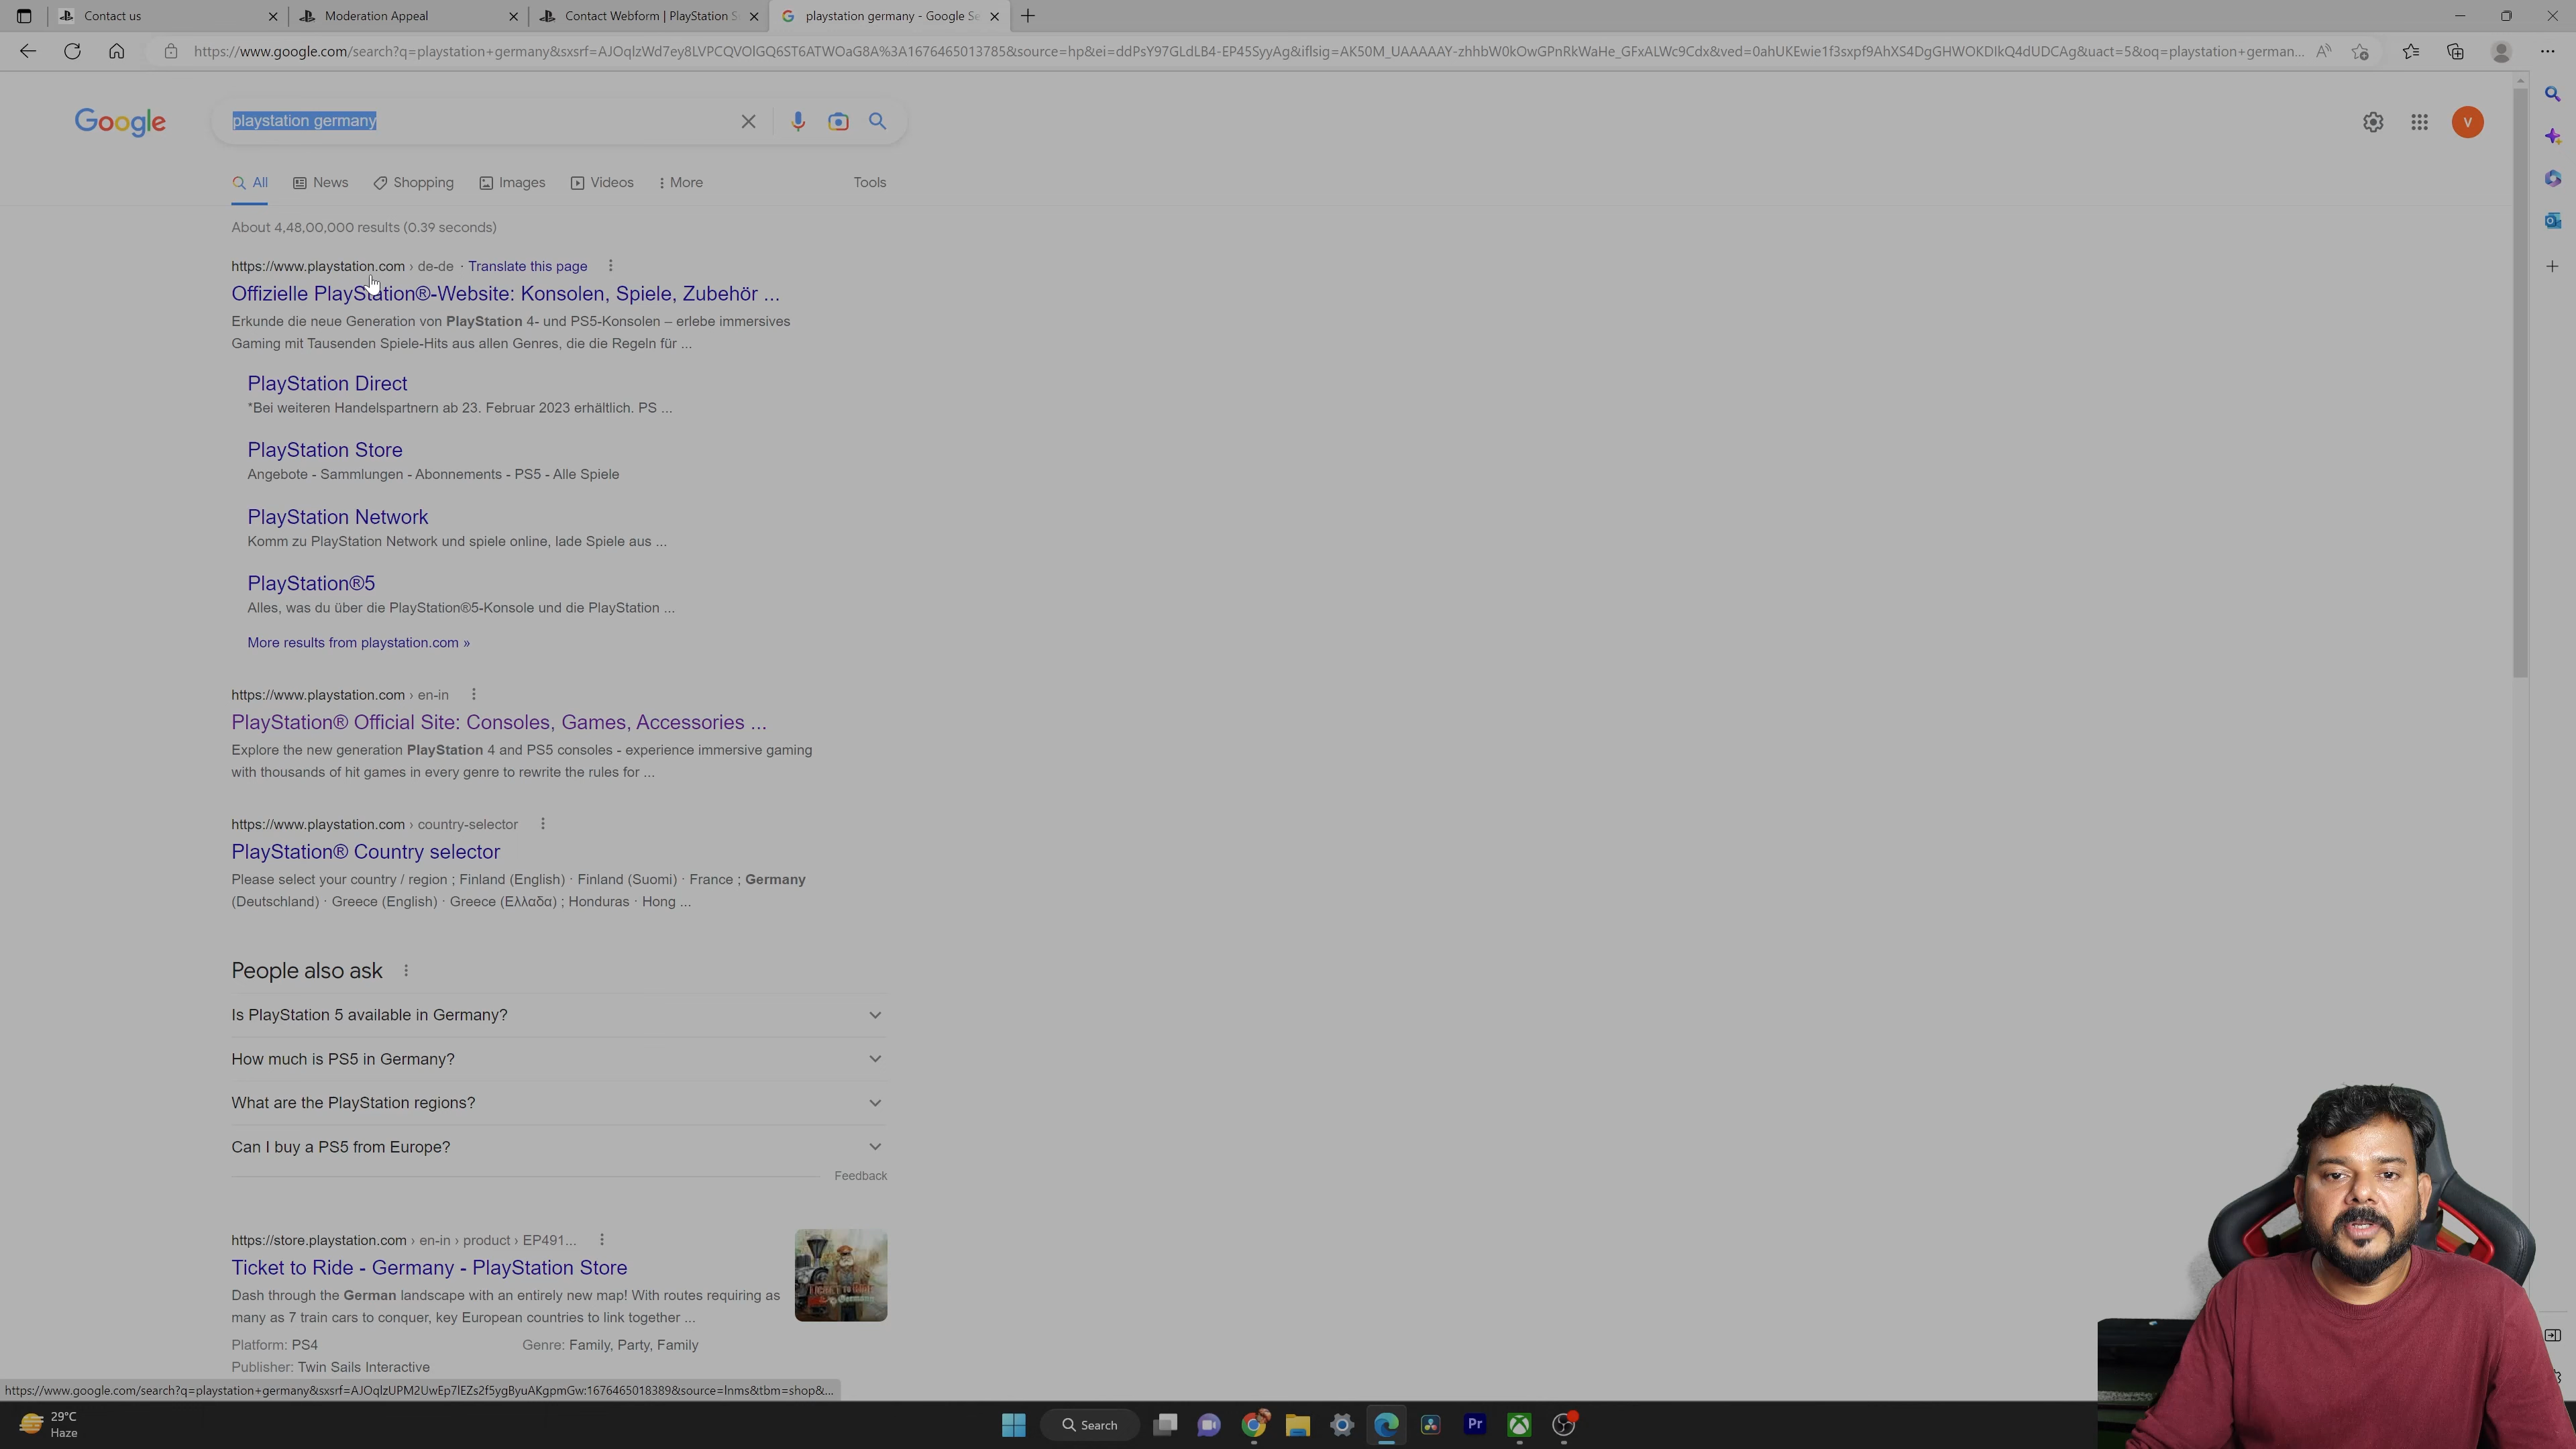 Contact us
Moderation Appeal
Contact Webform | PlayStation S
playstation germany - Google Se
https://www.google.com/search?q=playstation+germany&sxsrf=AJOqlzWd7ey8LVPCQVOlGQ6ST6ATWOaG8A%3A1676465013785&source=hp&ei=ddPsY97GLdLB4-EP45SyyAg&iflsig=AK50M_UAAAAAY-zhhbW0kOwGPnRkWaHe_GFxALWc9Cdx&ved=0ahUKEwie1f3sxpf9AhXS4DgGHWOKDIkQ4dUDCAg&uact=5&oq=playstation+german...
Google
playstation germany
V
All
News
Shopping
Images
Videos
More
Tools
About 4,48,00,000 results (0.39 seconds)
https://www.playstation.com › de-de · Translate this page
Offizielle PlayStation®-Website: Konsolen, Spiele, Zubehör ...
Erkunde die neue Generation von PlayStation 4- und PS5-Konsolen – erlebe immersives
Gaming mit Tausenden Spiele-Hits aus allen Genres, die die Regeln für ...
PlayStation Direct
*Bei weiteren Handelspartnern ab 23. Februar 2023 erhältlich. PS ...
PlayStation Store
Angebote - Sammlungen - Abonnements - PS5 - Alle Spiele
PlayStation Network
Komm zu PlayStation Network und spiele online, lade Spiele aus ...
PlayStation®5
Alles, was du über die PlayStation®5-Konsole und die PlayStation ...
More results from playstation.com »
https://www.playstation.com › en-in
PlayStation® Official Site: Consoles, Games, Accessories ...
Explore the new generation PlayStation 4 and PS5 consoles - experience immersive gaming
with thousands of hit games in every genre to rewrite the rules for ...
https://www.playstation.com › country-selector
PlayStation® Country selector
Please select your country / region ; Finland (English) · Finland (Suomi) · France ; Germany
(Deutschland) · Greece (English) · Greece (Ελλαδα) ; Honduras · Hong ...
People also ask
Is PlayStation 5 available in Germany?
How much is PS5 in Germany?
What are the PlayStation regions?
Can I buy a PS5 from Europe?
Feedback
https://store.playstation.com › en-in › product › EP491...
Ticket to Ride - Germany - PlayStation Store
Dash through the German landscape with an entirely new map! With routes requiring as
many as 7 train cars to conquer, key European countries to link together ...
Platform: PS4
Genre: Family, Party, Family
Publisher: Twin Sails Interactive
https://www.google.com/search?q=playstation+germany&sxsrf=AJOqlzUPM2UwEp7lEZs2f5ygByuAKgpmGw:1676465018389&source=lnms&tbm=shop&...
29°C
Haze
Search
Pr